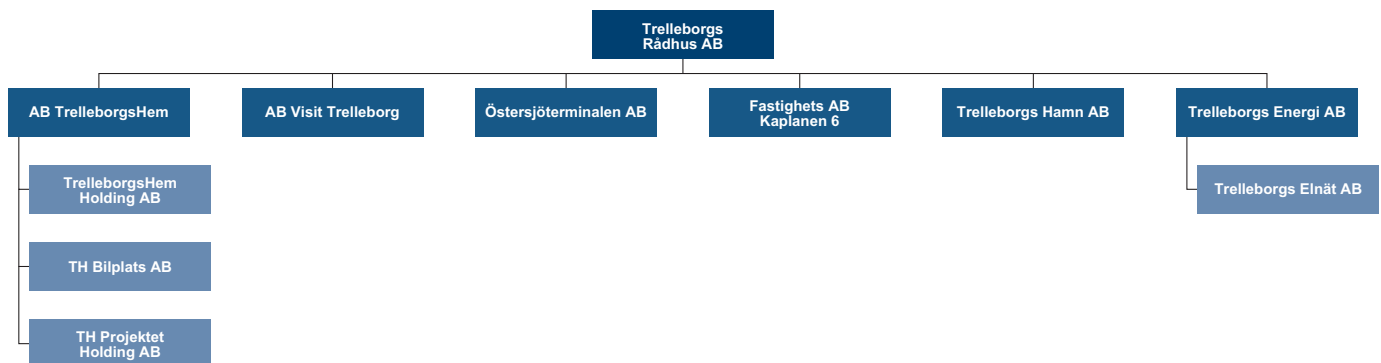 Trelleborgs
Rådhus AB
AB TrelleborgsHem
AB Visit Trelleborg
Östersjöterminalen AB
Fastighets AB
Kaplanen 6
Trelleborgs Hamn AB
Trelleborgs Energi AB
TrelleborgsHem
Holding AB
Trelleborgs Elnät AB
TH Bilplats AB
TH Projektet
Holding AB